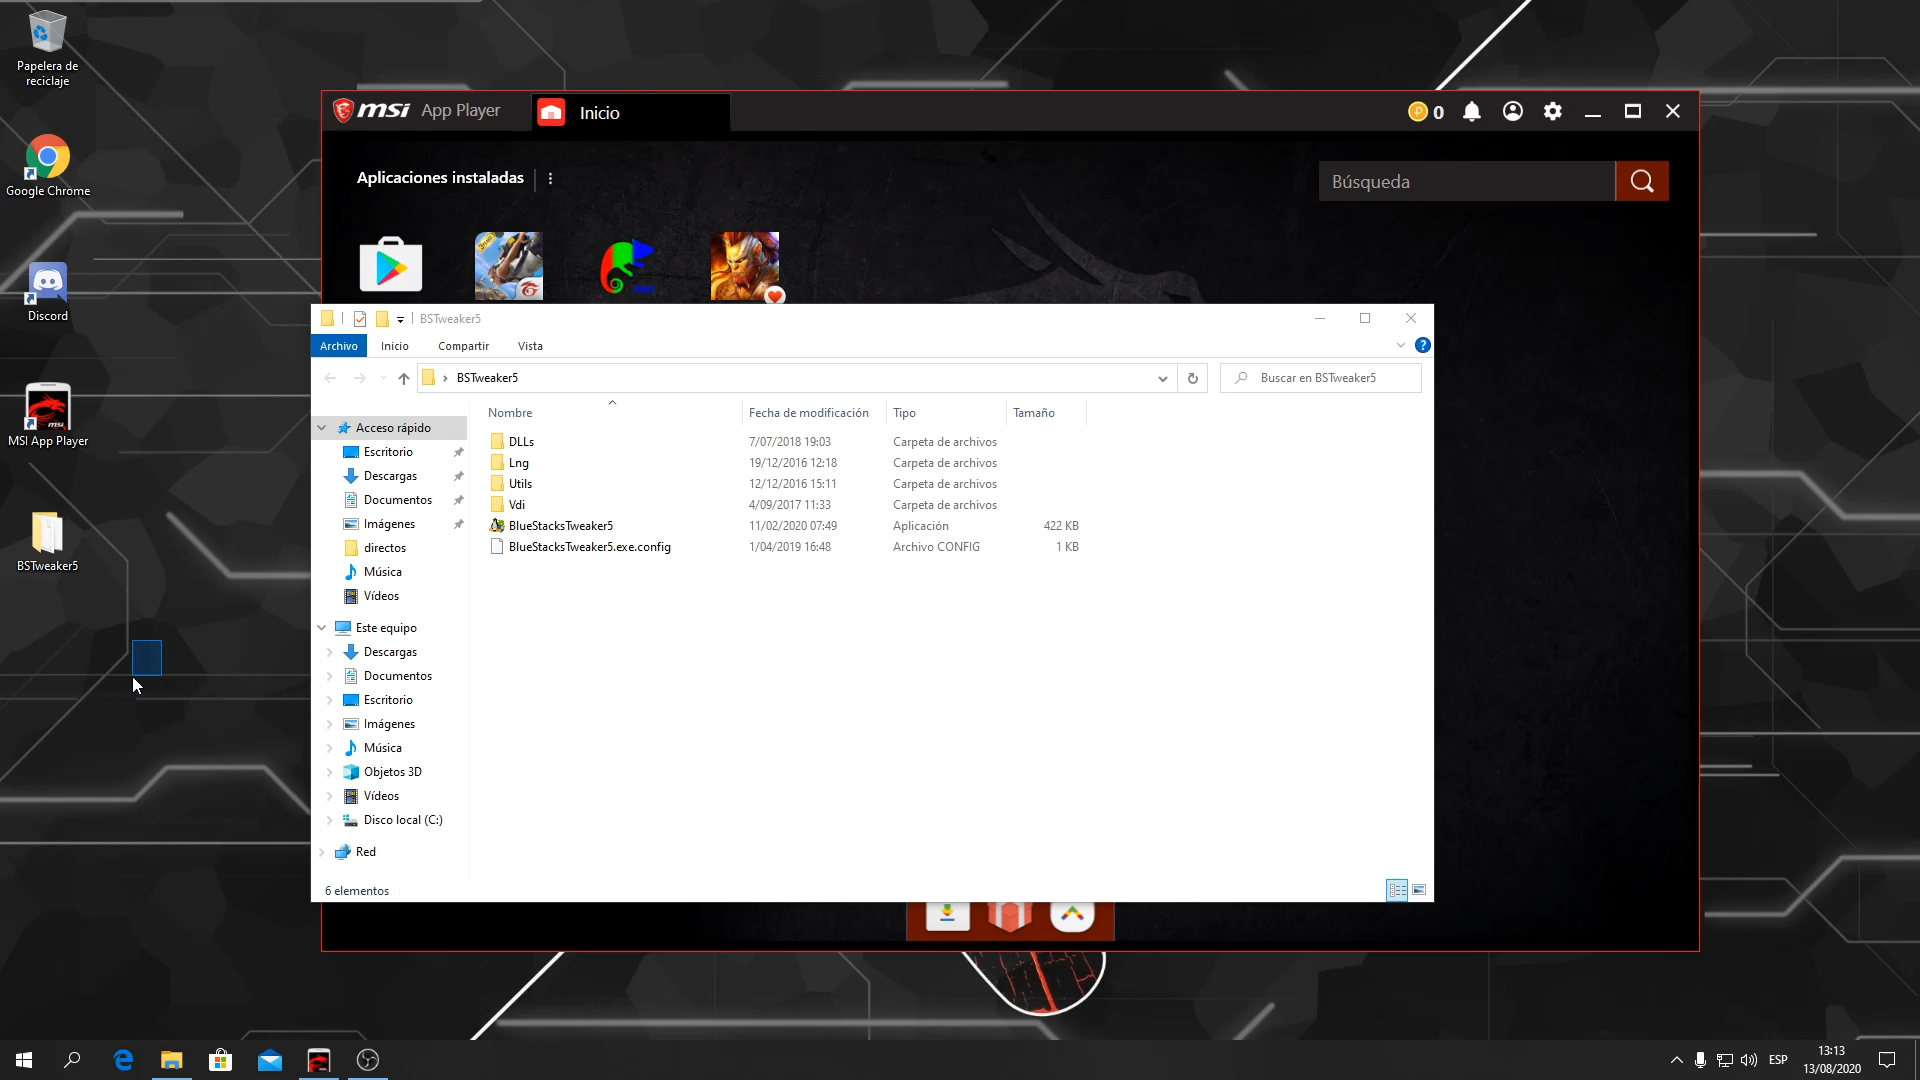 Papelera de
reciclaje
Google Chrome
Discord
MSI App Player
BSTweaker5
msi App Player
Inicio
0
Aplicaciones instaladas
Búsqueda
BSTweaker5
Archivo
Inicio
Compartir
Vista
BSTweaker5
Buscar en BSTweaker5
Nombre
Fecha de modificación
Tipo
Tamaño
DLLs 7/07/2018 19:03 Carpeta de archivos
Lng 19/12/2016 12:18 Carpeta de archivos
Utils 12/12/2016 15:11 Carpeta de archivos
Vdi 4/09/2017 11:33 Carpeta de archivos
BlueStacksTweaker5 11/02/2020 07:49 Aplicación 422 KB
BlueStacksTweaker5.exe.config 1/04/2019 16:48 Archivo CONFIG 1 KB
Acceso rápido
Escritorio
Descargas
Documentos
Imágenes
directos
Música
Vídeos
Este equipo
Descargas
Documentos
Escritorio
Imágenes
Música
Objetos 3D
Vídeos
Disco local (C:)
Red
6 elementos
ESP
13:13
13/08/2020